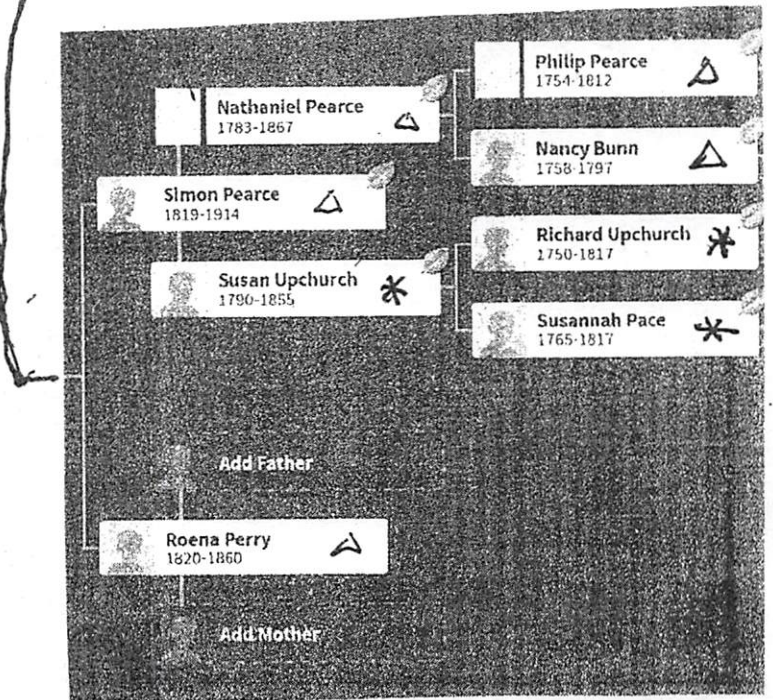 Philip Pearce
1754-1812
Nathaniel Pearce
1783-1867
Nancy Bunn
1758-1797
Simon Pearce
1819-1914
Richard Upchurch
1750-1817
Susan Upchurch
1790-1855
Susannah Pace
1765-1817
Add Father
Roena Perry
1820-1860
Add Mother